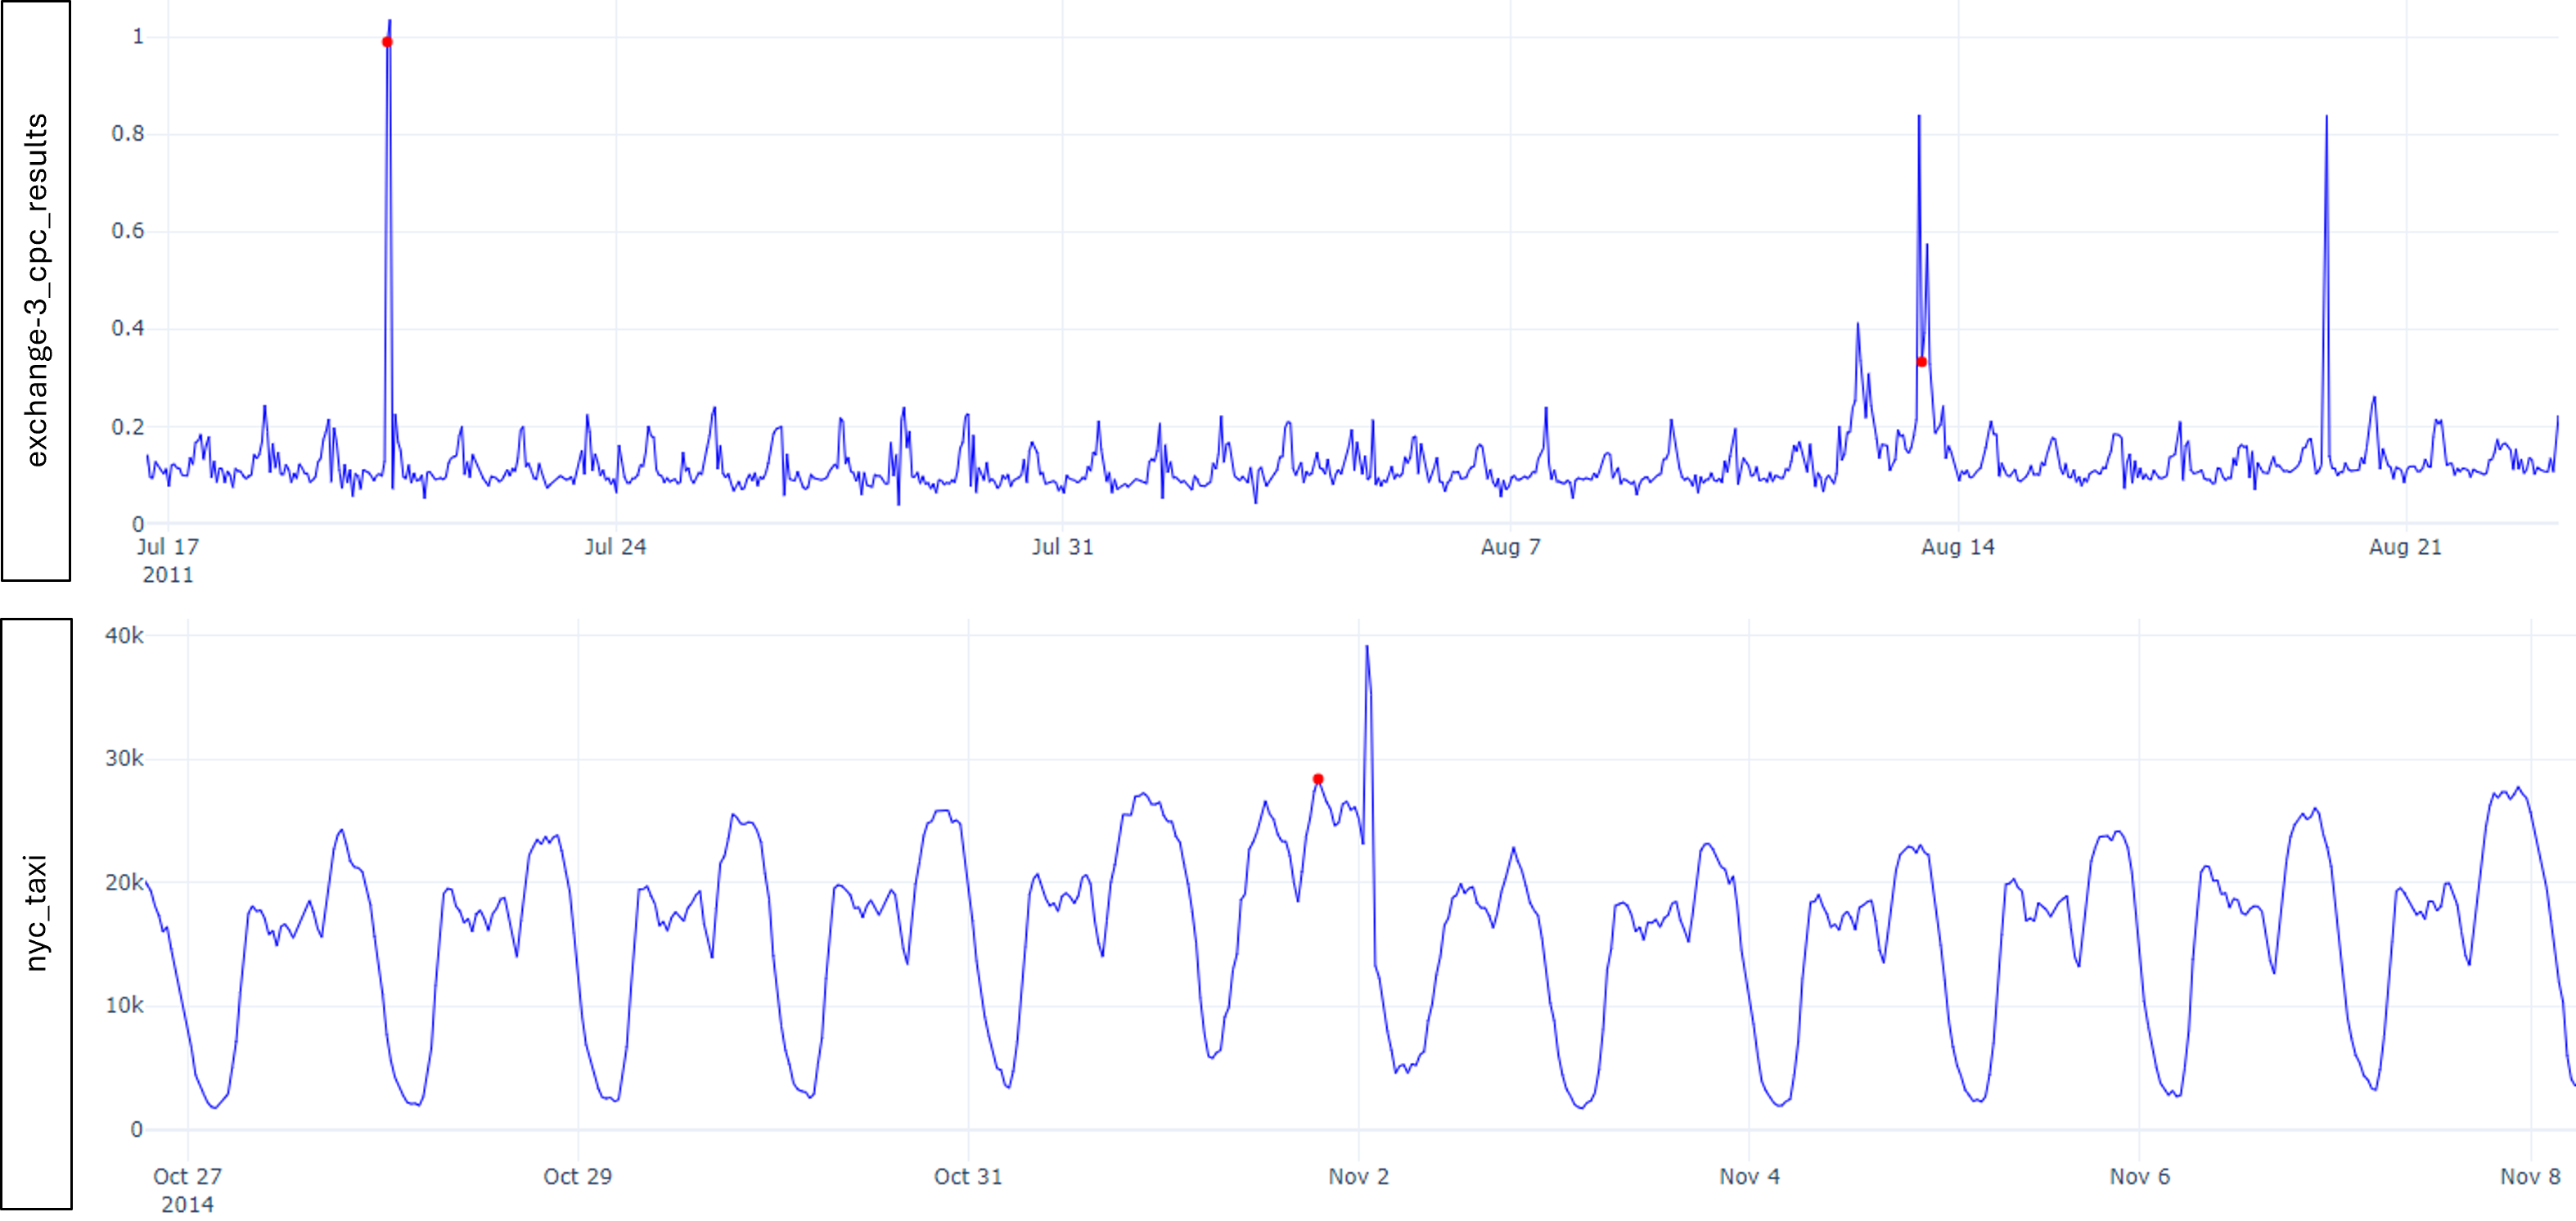 exchange-3_cpc_results
1
0.8
0.6
0.4
0.2
0
Jul 17 Jul 24 Jul 31 Aug 7 Aug 14 Aug 21
2011
nyc_taxi
40k
30k
20k
10k
0
Oct 27 Oct 29 Oct 31 Nov 2 Nov 4 Nov 6 Nov 8
2014